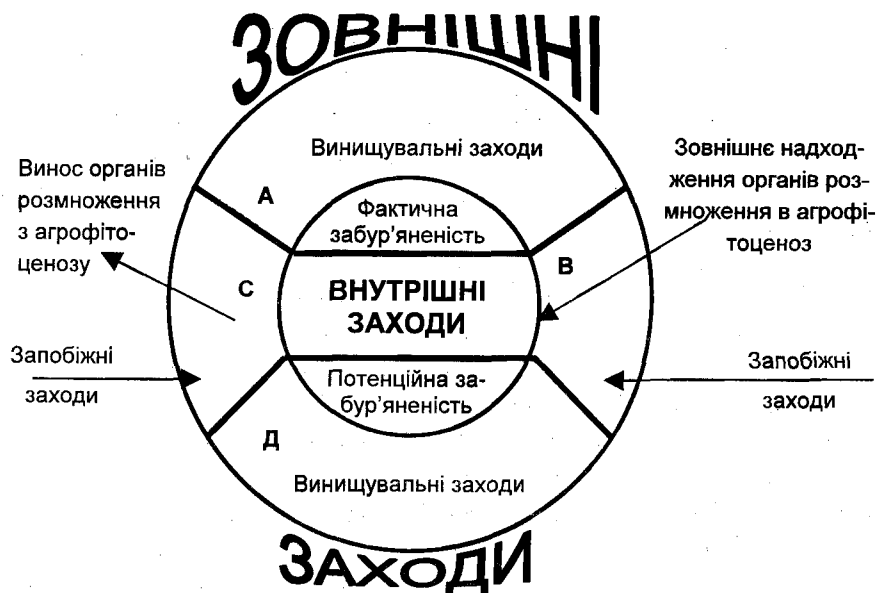 ЗОВНІШНІ
Винищувальні заходи
Винос органів
розмноження
з агрофіто-
ценозу
А
Фактична
забур’яненість
Зовнішнє надход-
ження органів роз-
множення в агрофі-
тоценоз
С
В
ВНУТРІШНІ
ЗАХОДИ
Запобіжні
заходи
Потенційна за-
бур’яненість
Запобіжні
заходи
Д
Винищувальні заходи
ЗАХОДИ